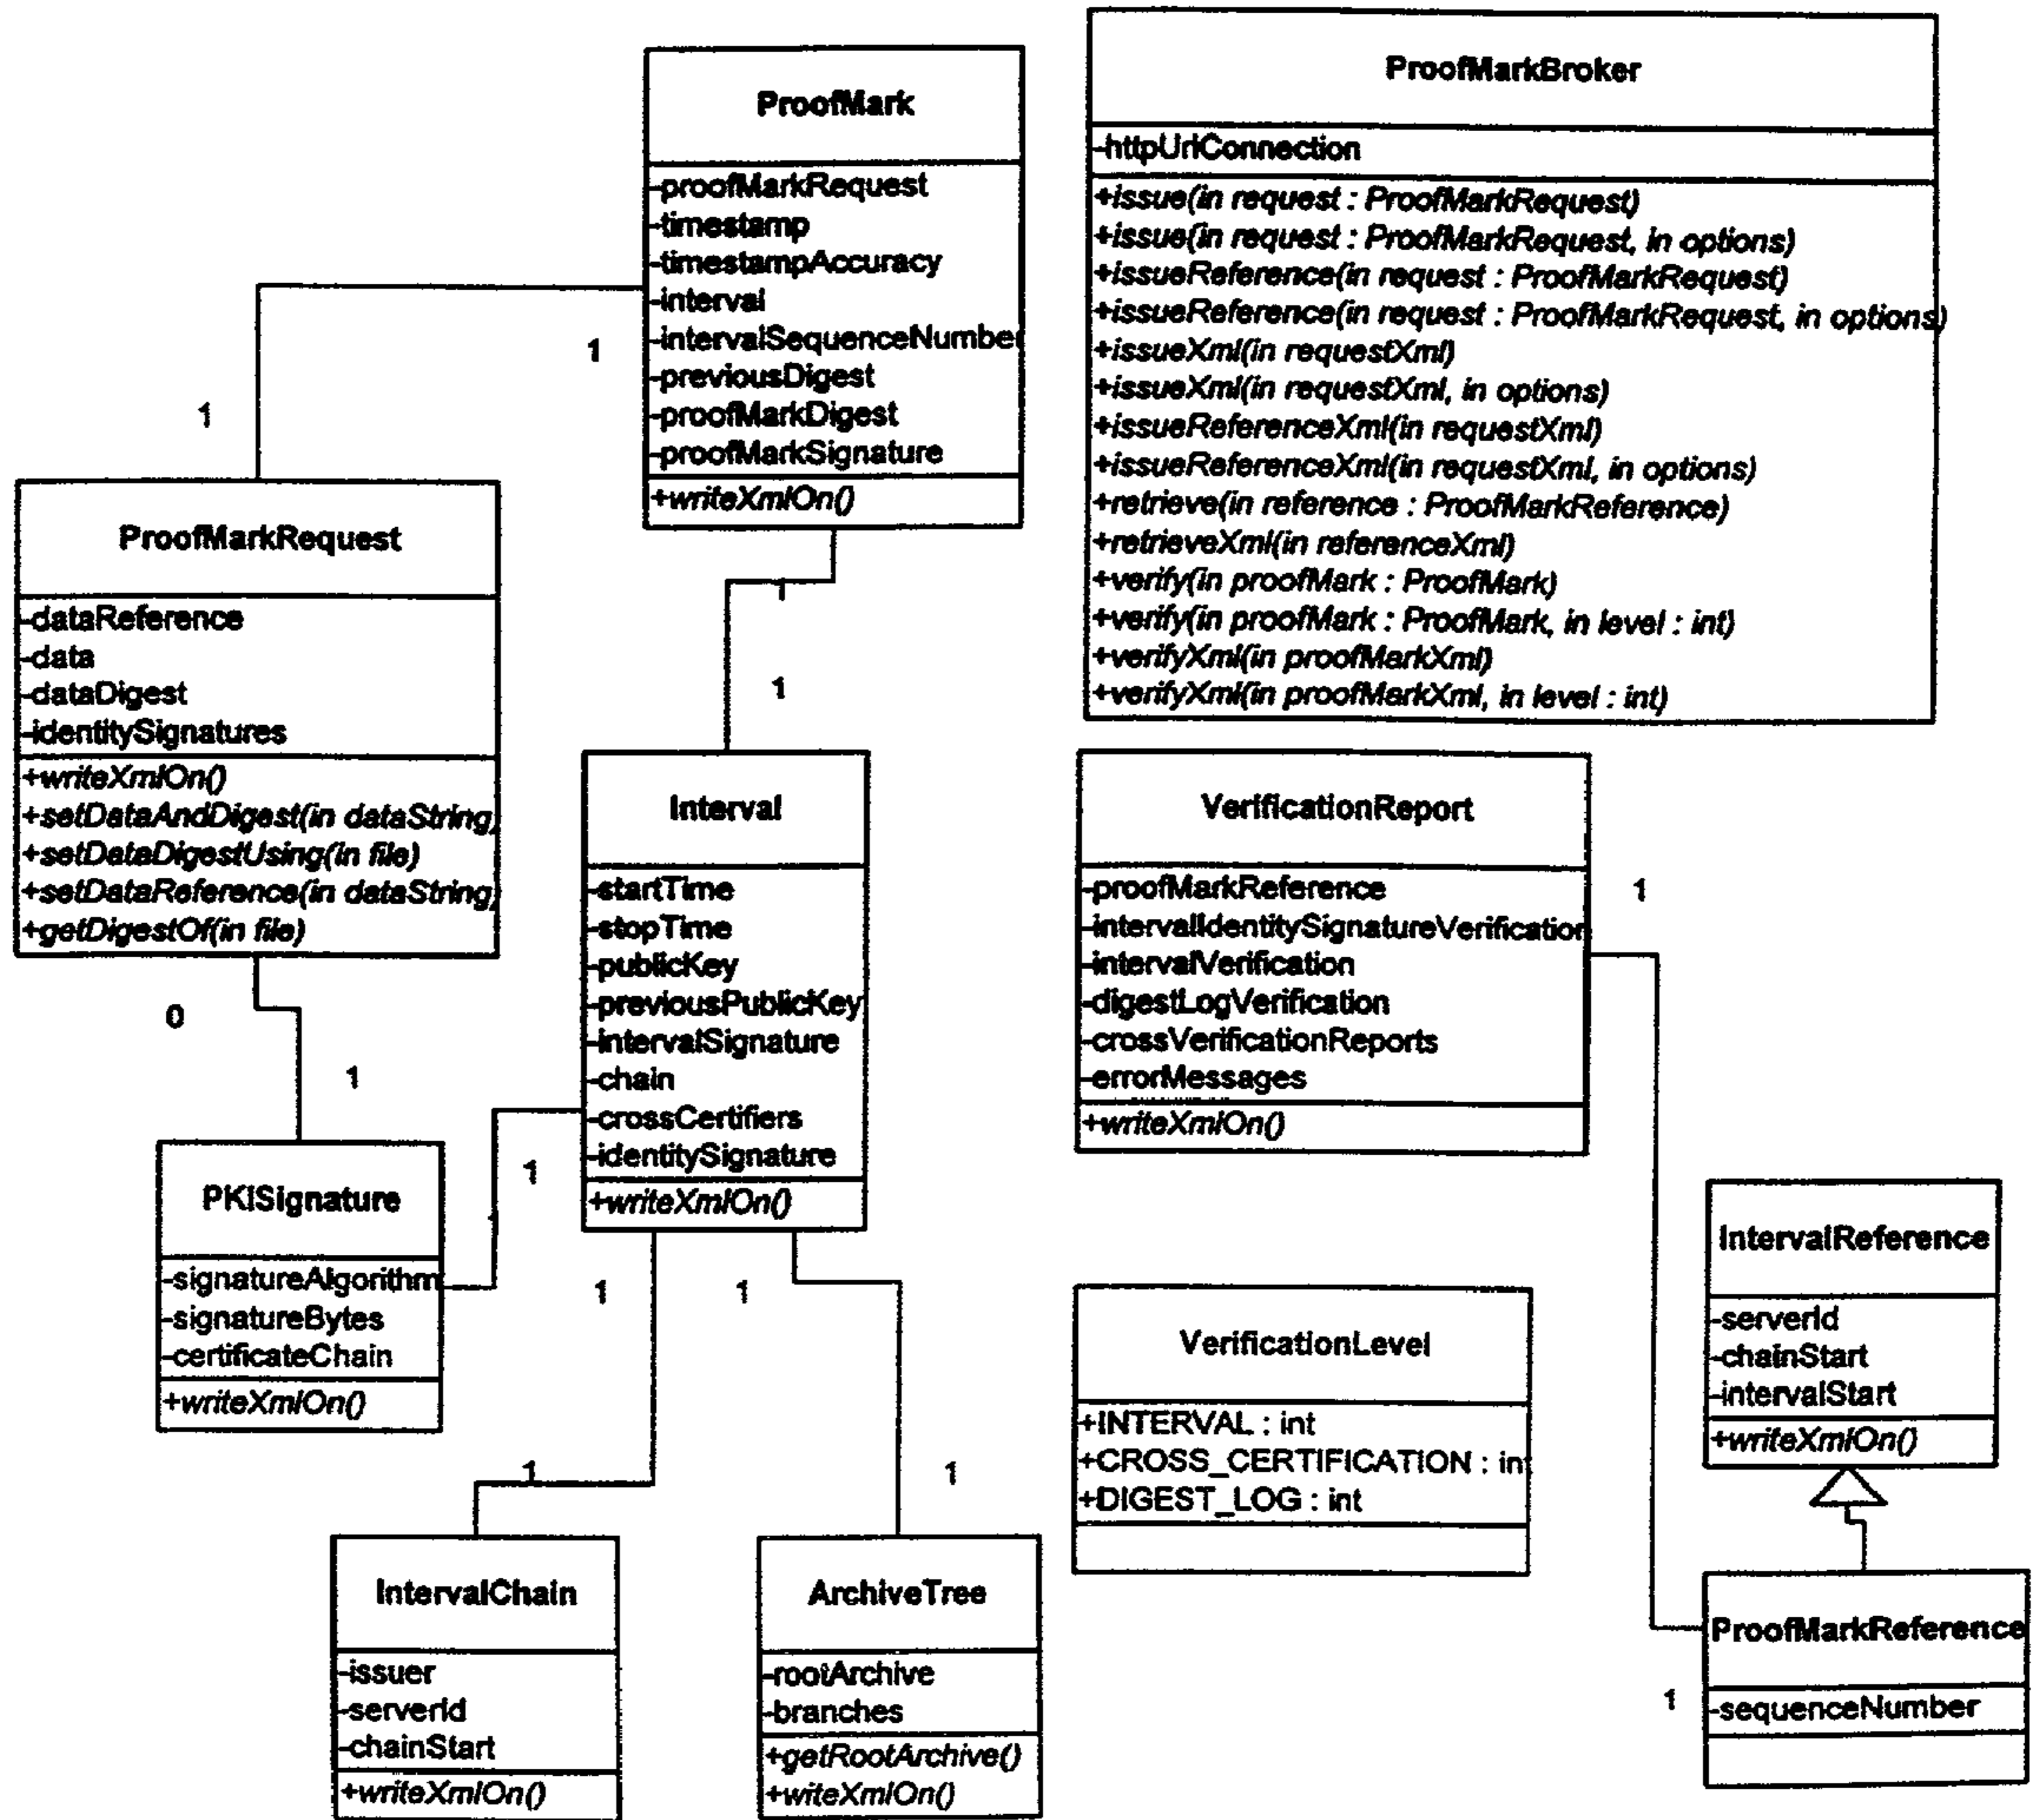 ProofMark
-proofMarkRequest
-timestamp
-timestampAccuracy
-interval
-intervalSequenceNumber
-previousDigest
-proofMarkDigest
-proofMarkSignature
+writeXmlOn()
ProofMarkBroker
-httpUrlConnection
+issue(in request : ProofMarkRequest)
+issue(in request : ProofMarkRequest, in options)
+issueReference(in request : ProofMarkRequest)
+issueReference(in request : ProofMarkRequest, in options)
+issueXml(in requestXml)
+issueXml(in requestXml, in options)
+issueReferenceXml(in requestXml)
+issueReferenceXml(in requestXml, in options)
+retrieve(in reference : ProofMarkReference)
+retrieveXml(in referenceXml)
+verify(in proofMark : ProofMark)
+verify(in proofMark : ProofMark, in level : int)
+verifyXml(in proofMarkXml)
+verifyXml(in proofMarkXml, in level : int)
1
1
ProofMarkRequest
-dataReference
-data
-dataDigest
-identitySignatures
+writeXmlOn()
+setDataAndDigest(in dataString)
+setDataDigestUsing(in file)
+setDataReference(in dataString)
+getDigestOf(in file)
1
1
Interval
-startTime
-stopTime
-publicKey
-previousPublicKey
-intervalSignature
-chain
-crossCertifiers
-identitySignature
+writeXmlOn()
VerificationReport
-proofMarkReference
-intervalIdentitySignatureVerification
-intervalVerification
-digestLogVerification
-crossVerificationReports
-errorMessages
+writeXmlOn()
1
0
1
PKISignature
-signatureAlgorithm
-signatureBytes
-certificateChain
+writeXmlOn()
1
1
1
1
IntervalReference
-serverId
-chainStart
-intervalStart
+writeXmlOn()
VerificationLevel
+INTERVAL : int
+CROSS_CERTIFICATION : int
+DIGEST_LOG : int
1
1
IntervalChain
-issuer
-serverId
-chainStart
+writeXmlOn()
ArchiveTree
-rootArchive
-branches
+getRootArchive()
+witeXmlOn()
ProofMarkReference
-sequenceNumber
1